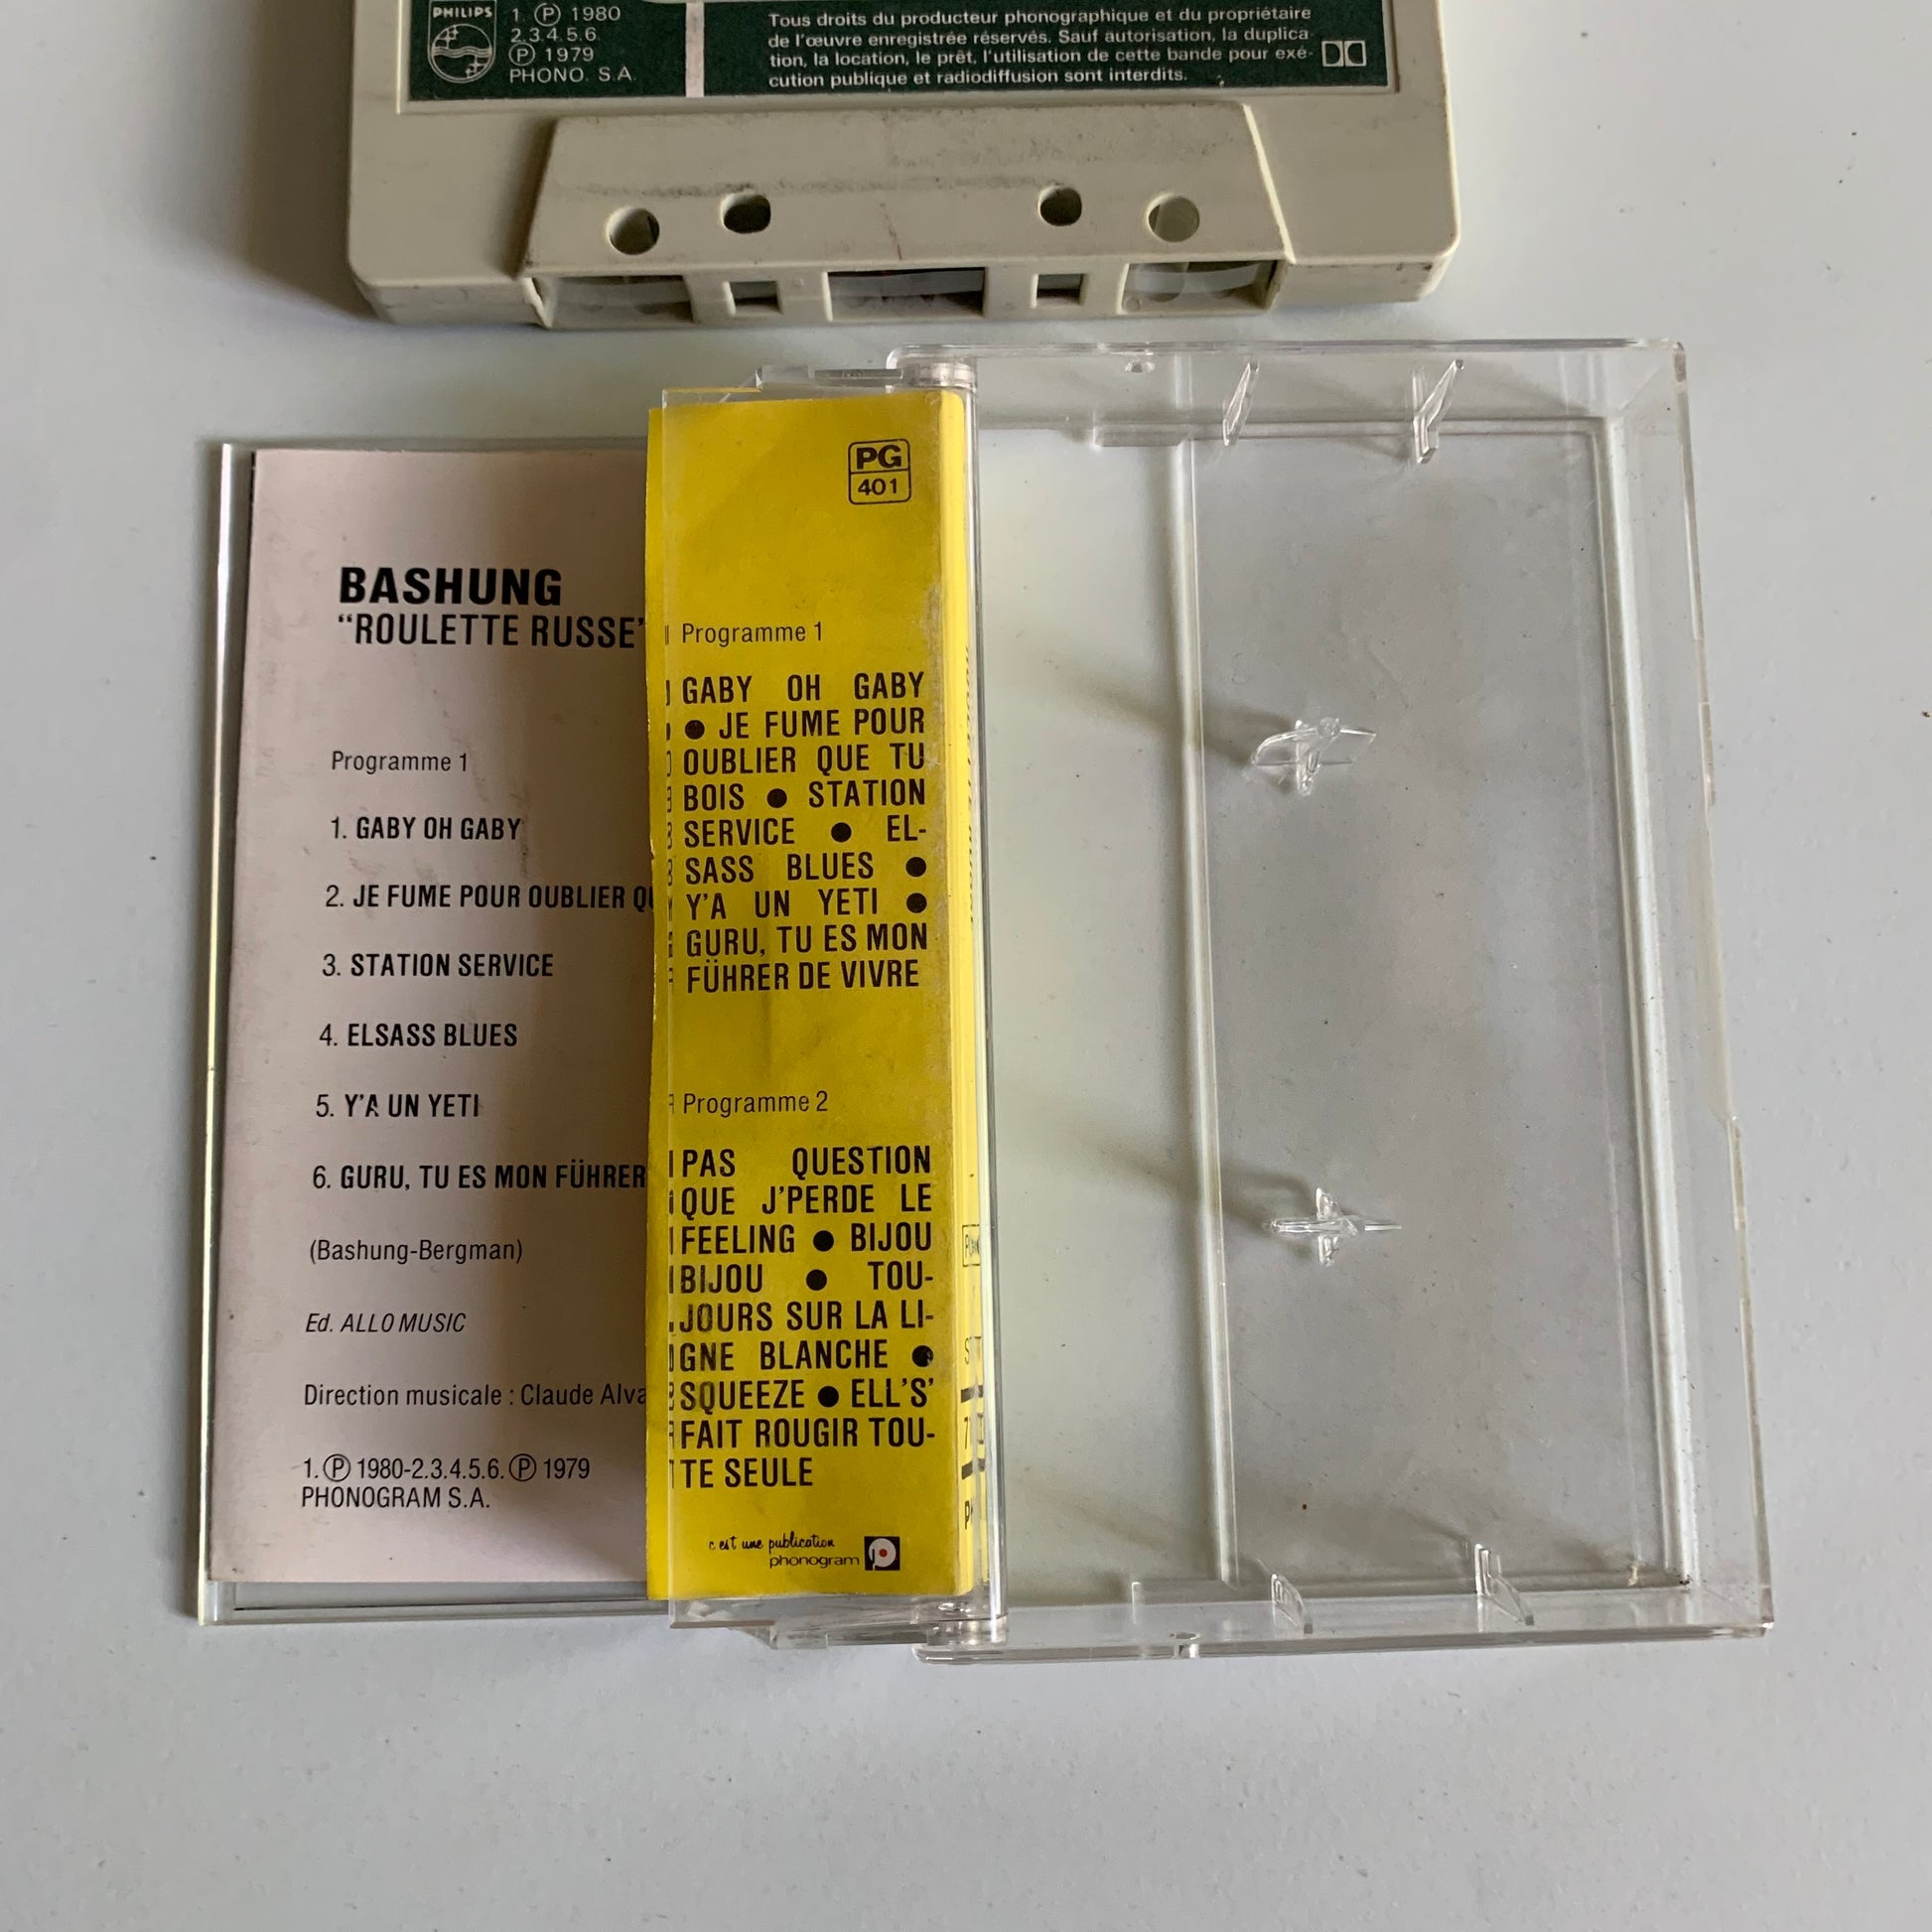 PHILIPS
1. Ⓟ 1980
2.3.4.5.6
Ⓟ 1979
PHONO. S.A.
Tous droits du producteur phonographique et du propriétaire
de l'œuvre enregistrée réservés. Sauf autorisation, la duplica-
tion, la location, le prêt, l'utilisation de cette bande pour exé-
cution publique et radiodiffusion sont interdits.
BASHUNG
"ROULETTE RUSSE"
Programme 1
1. GABY OH GABY
2. JE FUME POUR OUBLIER QU
3. STATION SERVICE
4. ELSASS BLUES
5. Y'A UN YETI
6. GURU, TU ES MON FÜHRER
(Bashung-Bergman)
Ed. ALLO MUSIC
Direction musicale : Claude Alva
1.Ⓟ 1980-2.3.4.5.6.Ⓟ 1979
PHONOGRAM S.A.
PG
401
Programme 1
GABY OH GABY
● JE FUME POUR
OUBLIER QUE TU
BOIS ● STATION
SERVICE ● EL-
SASS BLUES ●
Y'A UN YETI ●
GURU, TU ES MON
FÜHRER DE VIVRE
Programme 2
PAS QUESTION
QUE J'PERDE LE
FEELING ● BIJOU
BIJOU ● TOU-
JOURS SUR LA LI-
GNE BLANCHE ●
SQUEEZE ● ELL'S'
FAIT ROUGIR TOU-
TE SEULE
c'est une publication
phonogram